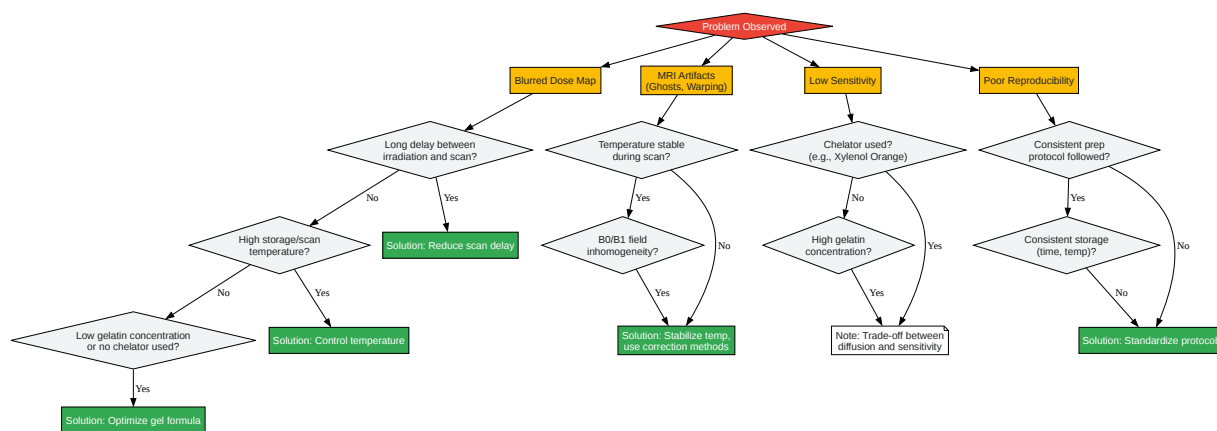 Problem Observed
Blurred Dose Map
MRI Artifacts
(Ghosts, Warping)
Low Sensitivity
Poor Reproducibility
Long delay between
irradiation and scan?
Temperature stable
during scan?
Chelator used?
(e.g., Xylenol Orange)
Consistent prep
protocol followed?
No
Yes
Yes
No
Yes
High storage/scan
temperature?
Solution: Reduce scan delay
B0/B1 field
inhomogeneity?
No
High gelatin
concentration?
Yes
Consistent storage
(time, temp)?
No
No
Yes
Yes
Yes
No
Low gelatin concentration
or no chelator used?
Solution: Control temperature
Solution: Stabilize temp,
use correction methods
Note: Trade-off between
diffusion and sensitivity
Solution: Standardize protocol
Yes
Solution: Optimize gel formula